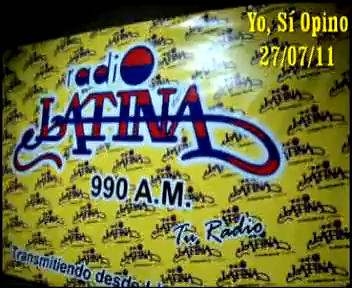 Yo, Sí Opino
27/07/11
radio
LATINA
990 A.M.
Tu Radio
Transmitiendo desde